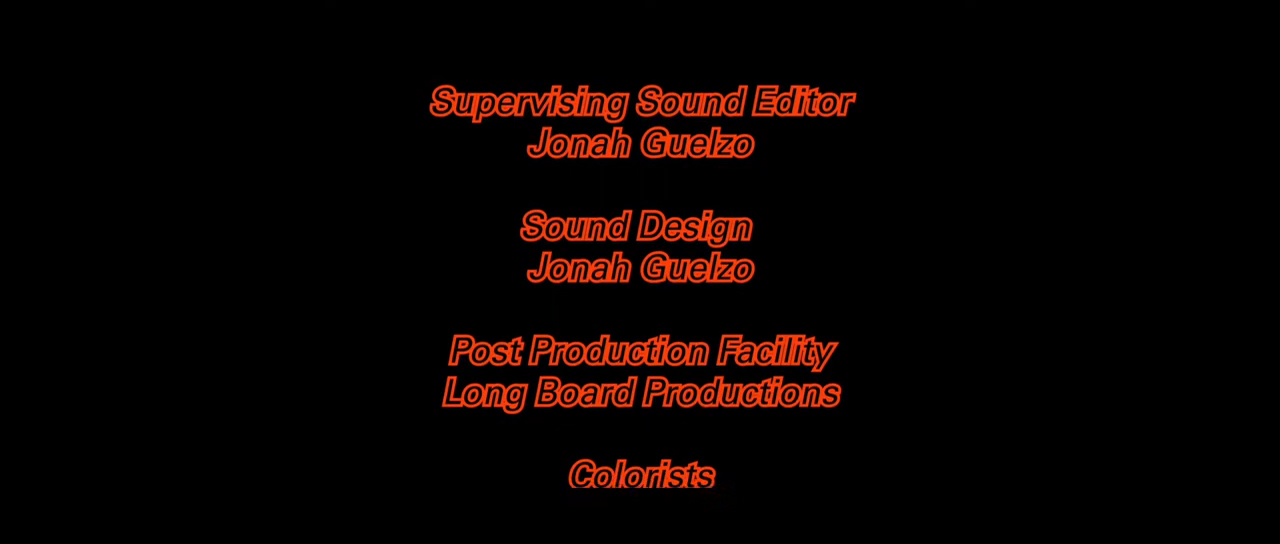 Supervising Sound Editor
Jonah Guelzo
Sound Design
Jonah Guelzo
Post Production Facility
Long Board Productions
Colorists